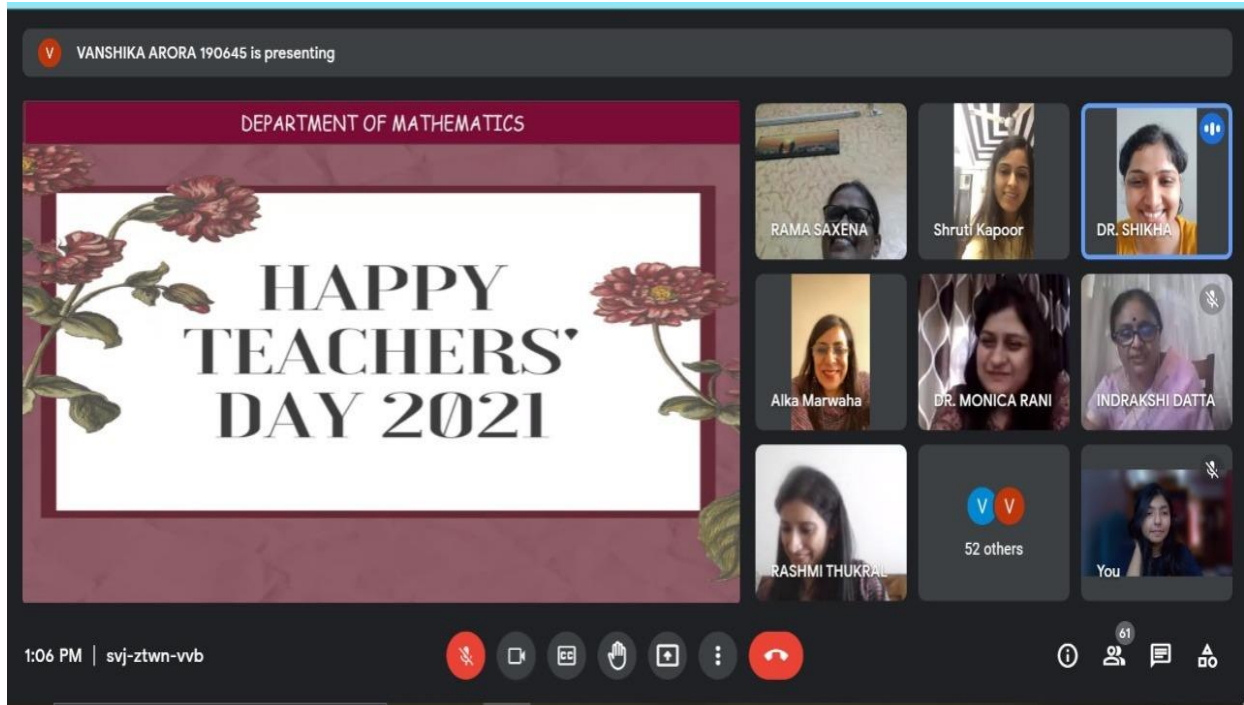 V VANSHIKA ARORA 190645 is presenting
DEPARTMENT OF MATHEMATICS
HAPPY
TEACHERS'
DAY 2021
RAMA SAXENA
Shruti Kapoor
DR. SHIKHA
Alka Marwaha
DR. MONICA RANI
INDRAKSHI DATTA
RASHMI THUKRAL
V V
52 others
You
1:06 PM | svj-ztwn-vvb
CC
61